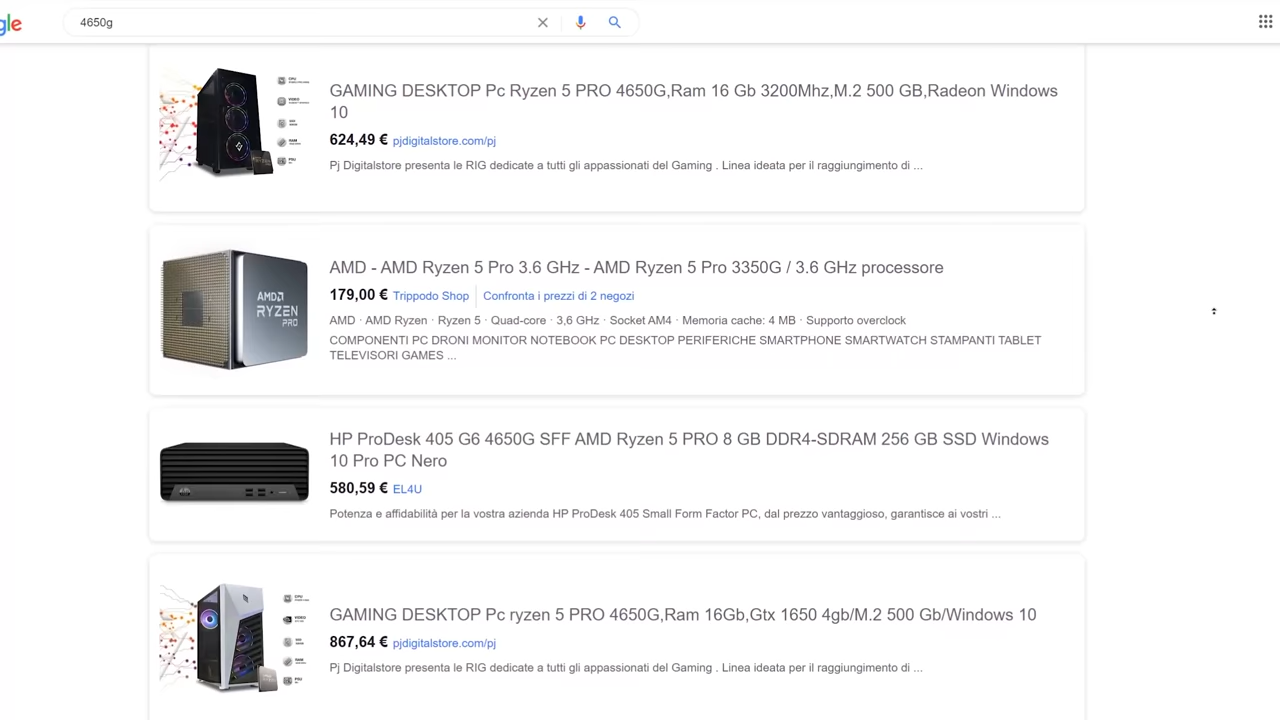 gle
4650g
GAMING DESKTOP Pc Ryzen 5 PRO 4650G,Ram 16 Gb 3200Mhz,M.2 500 GB,Radeon Windows
10
624,49 € pjdigitalstore.com/pj
Pj Digitalstore presenta le RIG dedicate a tutti gli appassionati del Gaming . Linea ideata per il raggiungimento di ...
AMD RYZEN PRO
AMD - AMD Ryzen 5 Pro 3.6 GHz - AMD Ryzen 5 Pro 3350G / 3.6 GHz processore
179,00 € Trippodo Shop Confronta i prezzi di 2 negozi
AMD · AMD Ryzen · Ryzen 5 · Quad-core · 3,6 GHz · Socket AM4 · Memoria cache: 4 MB · Supporto overclock
COMPONENTI PC DRONI MONITOR NOTEBOOK PC DESKTOP PERIFERICHE SMARTPHONE SMARTWATCH STAMPANTI TABLET
TELEVISORI GAMES ...
HP ProDesk 405 G6 4650G SFF AMD Ryzen 5 PRO 8 GB DDR4-SDRAM 256 GB SSD Windows
10 Pro PC Nero
580,59 € EL4U
Potenza e affidabilità per la vostra azienda HP ProDesk 405 Small Form Factor PC, dal prezzo vantaggioso, garantisce ai vostri ...
GAMING DESKTOP Pc ryzen 5 PRO 4650G,Ram 16Gb,Gtx 1650 4gb/M.2 500 Gb/Windows 10
867,64 € pjdigitalstore.com/pj
Pj Digitalstore presenta le RIG dedicate a tutti gli appassionati del Gaming . Linea ideata per il raggiungimento di ...